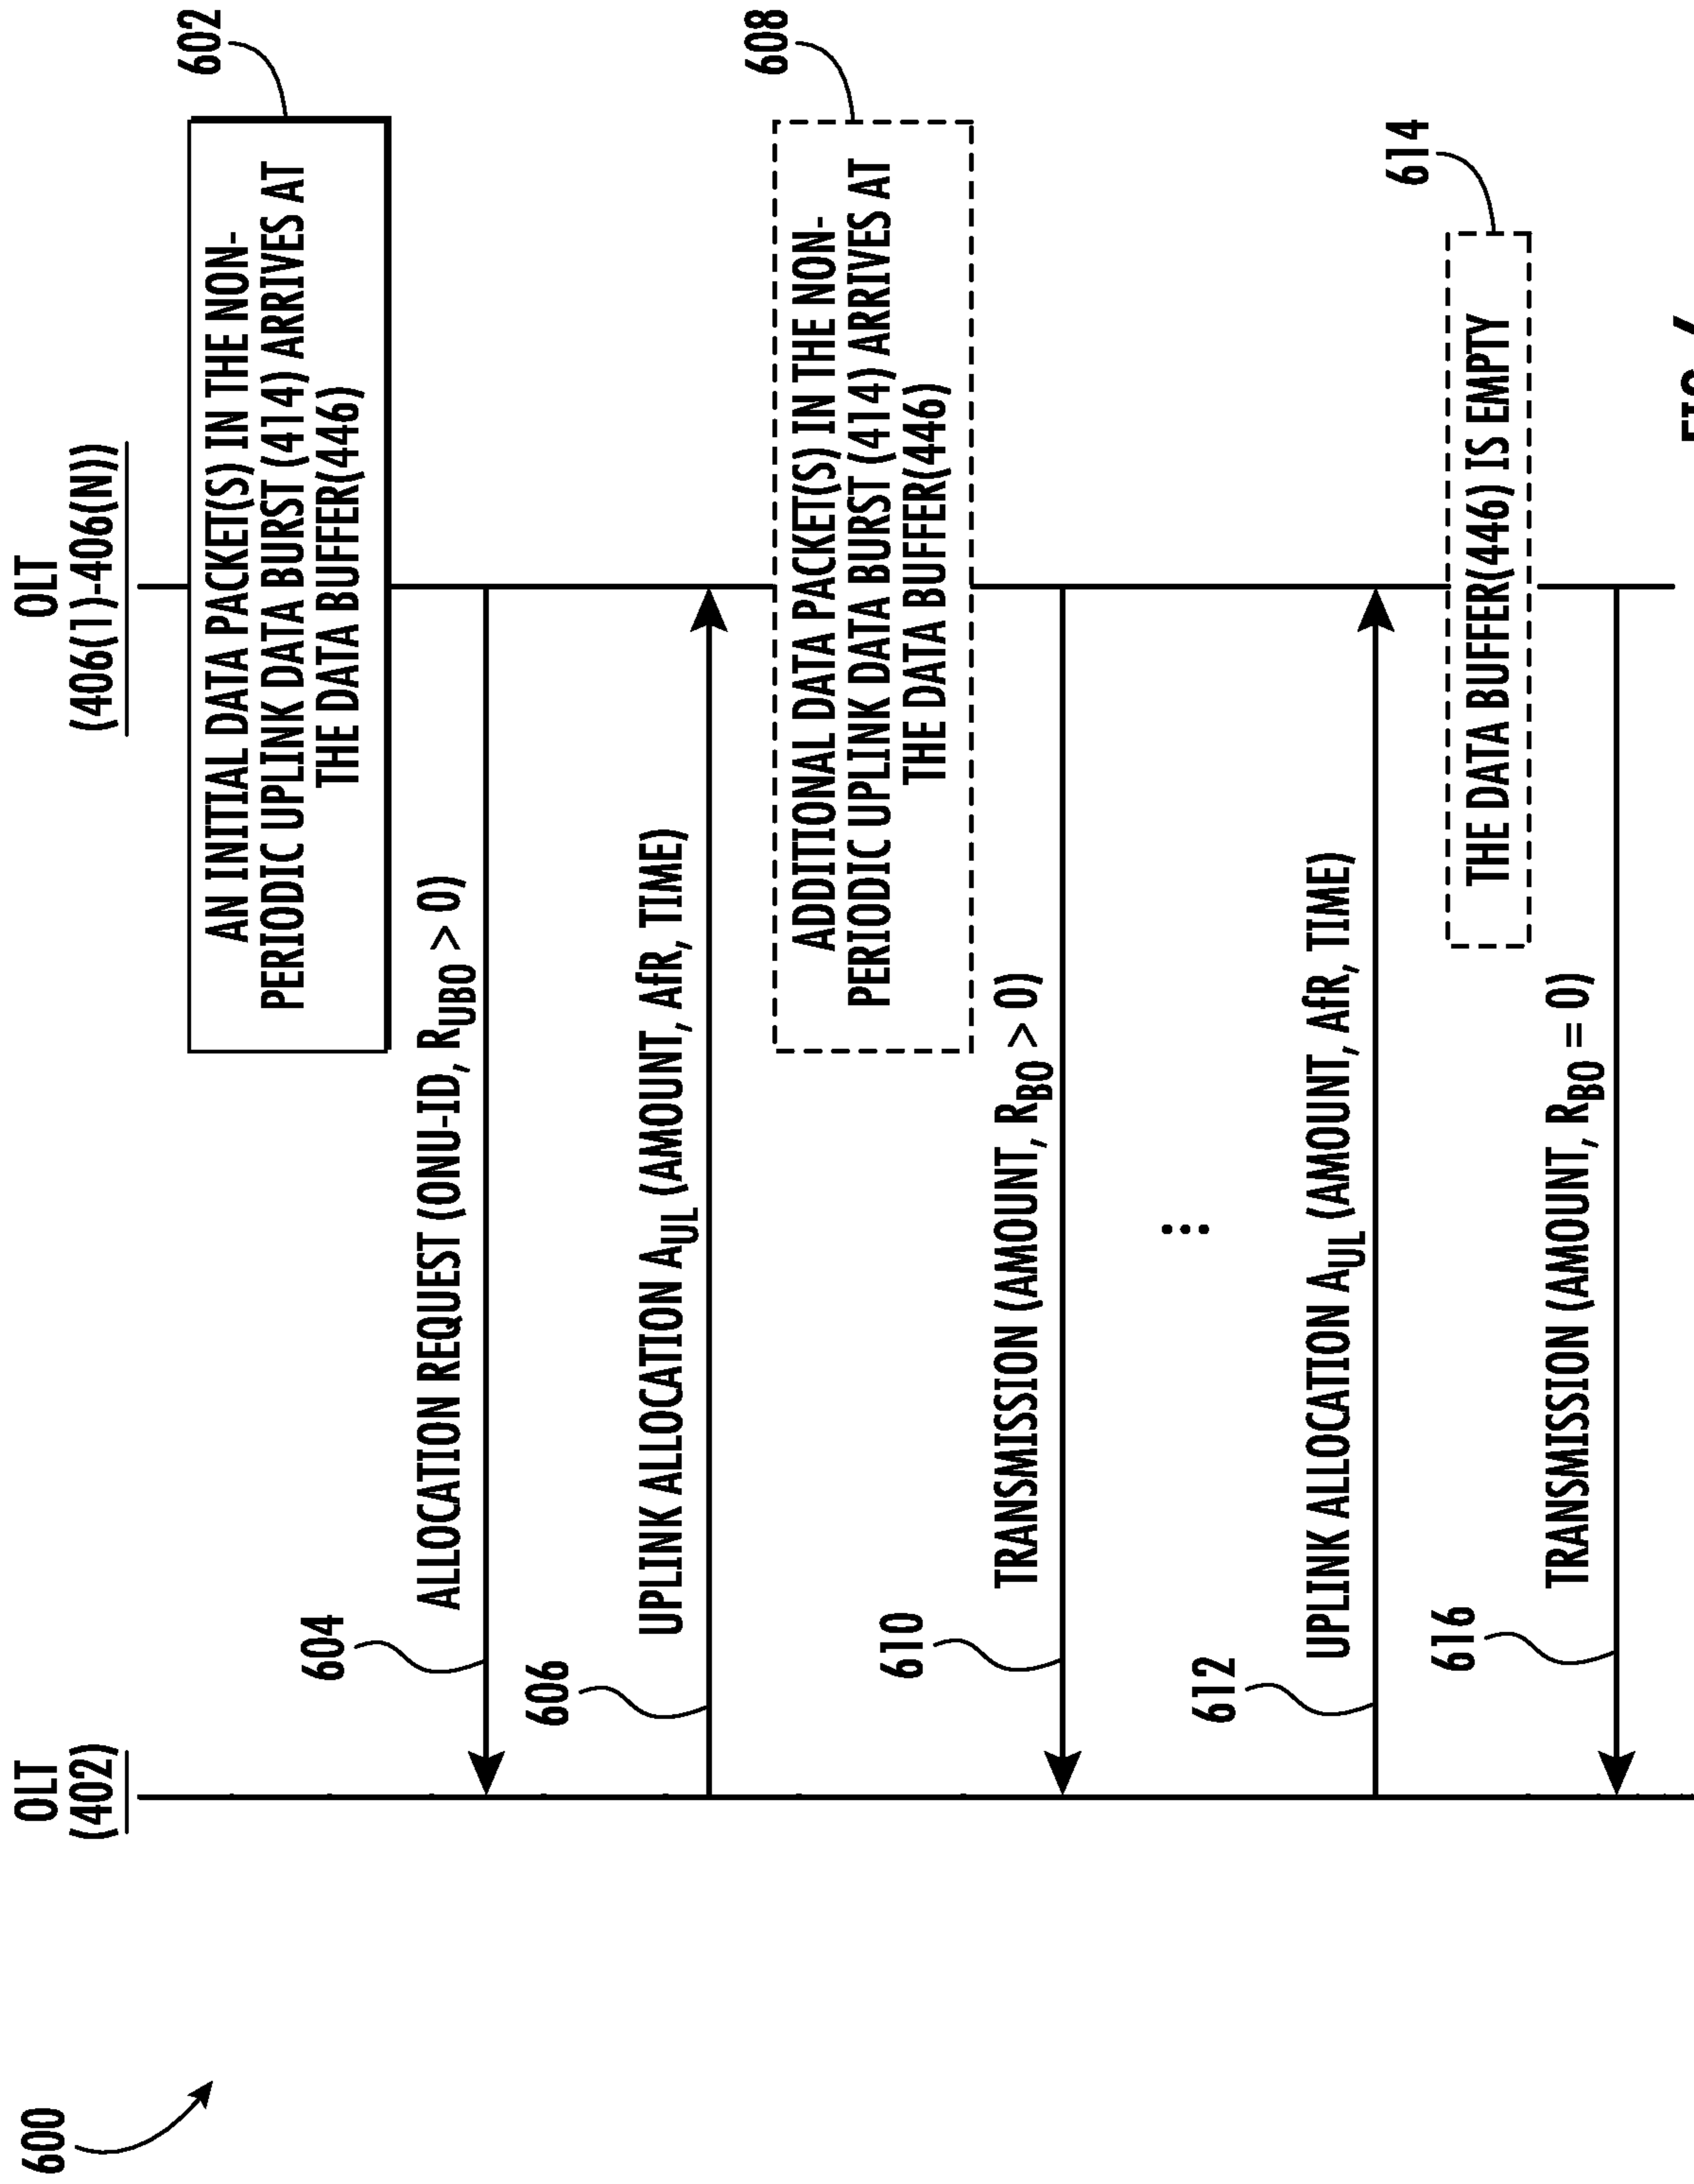 600
OLT
(402)
OLT
(406(1)-406(N))
602
AN INITIAL DATA PACKET(S) IN THE NON-
PERIODIC UPLINK DATA BURST (414) ARRIVES AT
THE DATA BUFFER(446)
604
ALLOCATION REQUEST (ONU-ID, RUBO > 0)
606
UPLINK ALLOCATION AUL (AMOUNT, AfR, TIME)
608
ADDITIONAL DATA PACKET(S) IN THE NON-
PERIODIC UPLINK DATA BURST (414) ARRIVES AT
THE DATA BUFFER(446)
610
TRANSMISSION (AMOUNT, RBO > 0)
...
612
UPLINK ALLOCATION AUL (AMOUNT, AfR, TIME)
614
THE DATA BUFFER(446) IS EMPTY
616
TRANSMISSION (AMOUNT, RBO = 0)